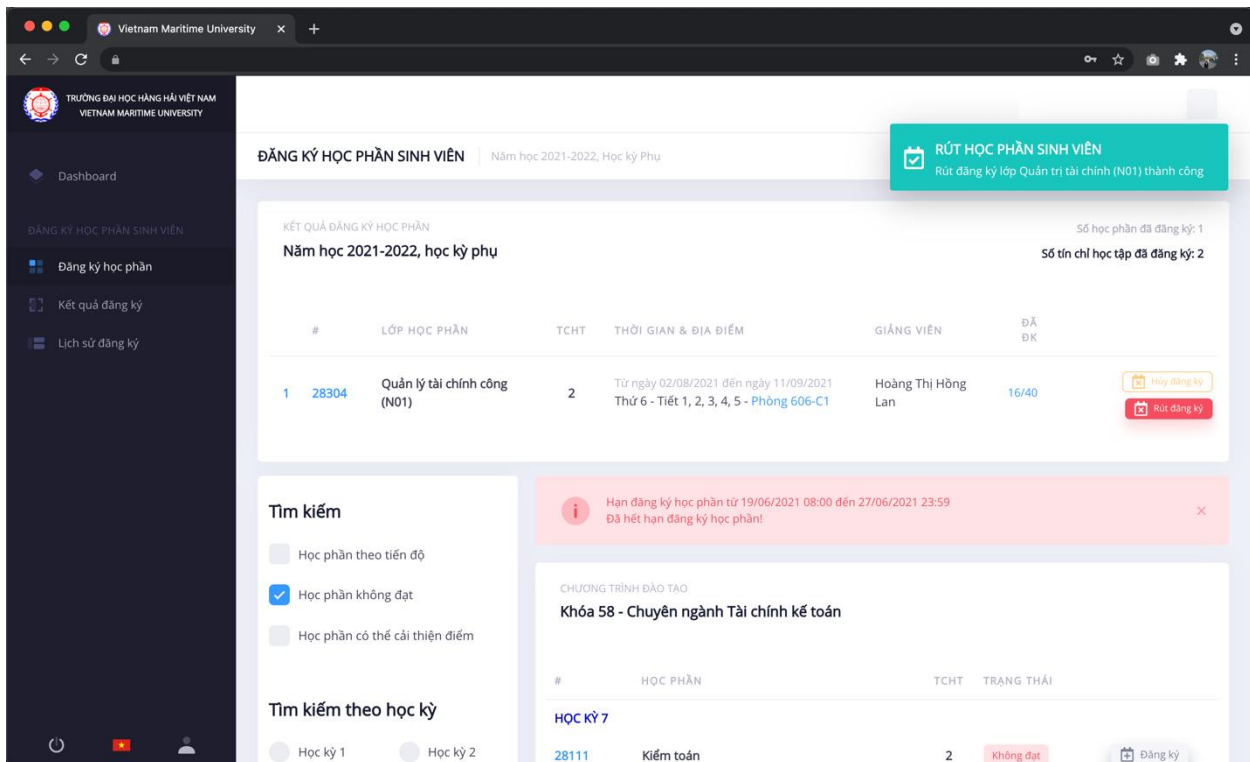 Vietnam Maritime University
TRƯỜNG ĐẠI HỌC HÀNG HẢI VIỆT NAM
VIETNAM MARITIME UNIVERSITY
Dashboard
ĐĂNG KÝ HỌC PHẦN SINH VIÊN
Đăng ký học phần
Kết quả đăng ký
Lịch sử đăng ký
ĐĂNG KÝ HỌC PHẦN SINH VIÊN
Năm học 2021-2022, Học kỳ Phụ
RÚT HỌC PHẦN SINH VIÊN
Rút đăng ký lớp Quản trị tài chính (N01) thành công
KẾT QUẢ ĐĂNG KÝ HỌC PHẦN
Năm học 2021-2022, học kỳ phụ
Số học phần đã đăng ký: 1
Số tín chỉ học tập đã đăng ký: 2
# LỚP HỌC PHẦN TCHT THỜI GIAN & ĐỊA ĐIỂM GIẢNG VIÊN ĐÃ
ĐK
1 28304 Quản lý tài chính công
(N01)
2
Từ ngày 02/08/2021 đến ngày 11/09/2021
Thứ 6 - Tiết 1, 2, 3, 4, 5 - Phòng 606-C1
Hoàng Thị Hồng
Lan
16/40
Hủy đăng ký
Rút đăng ký
Tìm kiếm
Học phần theo tiến độ
Học phần không đạt
Học phần có thể cải thiện điểm
Tìm kiếm theo học kỳ
Học kỳ 1 Học kỳ 2
Hạn đăng ký học phần từ 19/06/2021 08:00 đến 27/06/2021 23:59
Đã hết hạn đăng ký học phần!
CHƯƠNG TRÌNH ĐÀO TẠO
Khóa 58 - Chuyên ngành Tài chính kế toán
# HỌC PHẦN TCHT TRẠNG THÁI
HỌC KỲ 7
28111 Kiểm toán 2 Không đạt Đăng ký